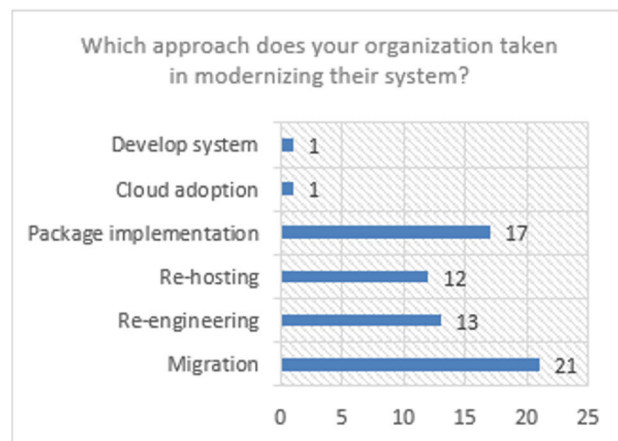 Which approach does your organization taken
in modernizing their system?
Develop system 1
Cloud adoption 1
Package implementation 17
Re-hosting 12
Re-engineering 13
Migration 21
0 5 10 15 20 25